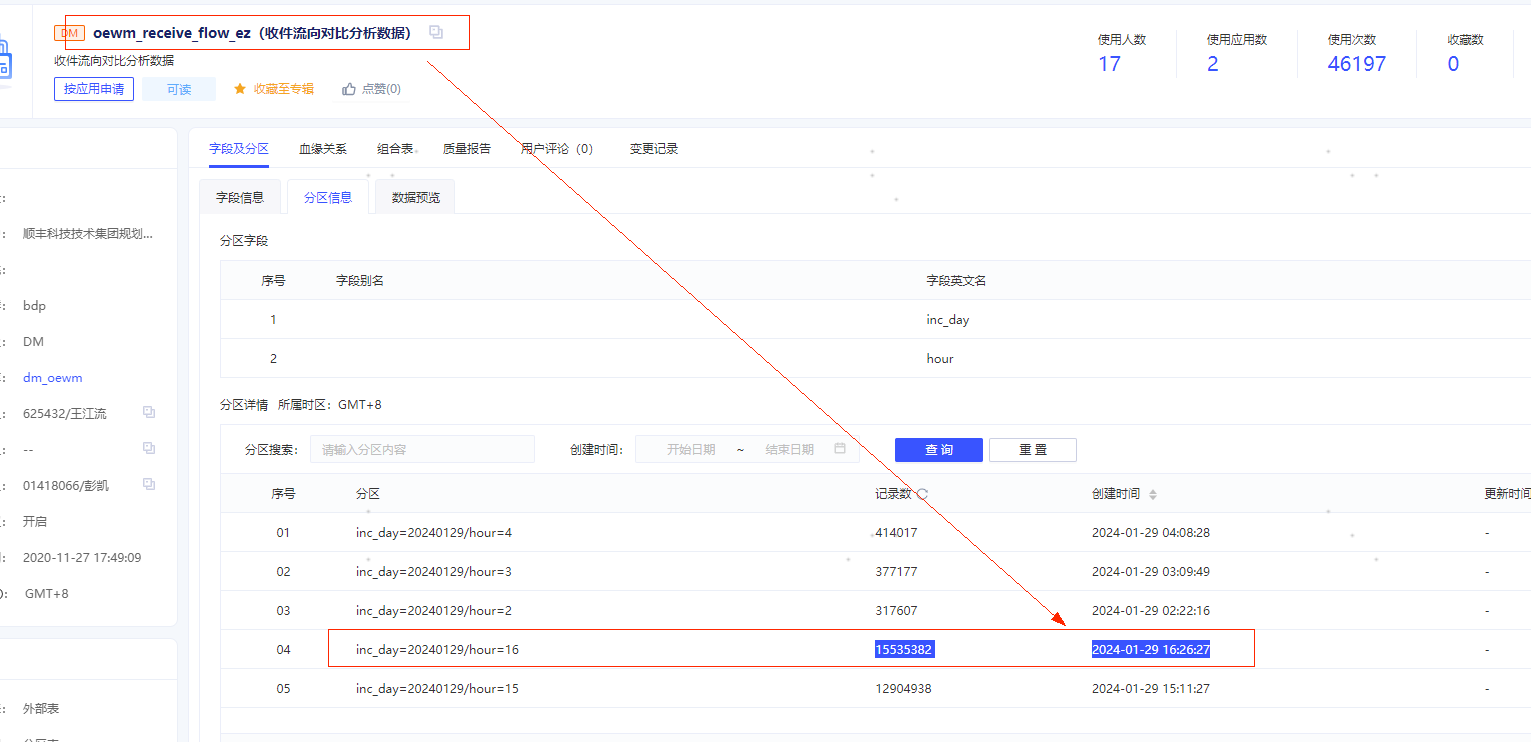 DM oewm_receive_flow_ez（收件流向对比分析数据）
收件流向对比分析数据
按应用申请 可读 收藏至专辑 点赞(0)
使用人数 使用应用数 使用次数 收藏数
17 2 46197 0
顺丰科技技术集团规划...
bdp
DM
dm_oewm
625432/王江流
--
01418066/彭凯
开启
2020-11-27 17:49:09
GMT+8
外部表
字段及分区 血缘关系 组合表 质量报告 用户评论（0） 变更记录
字段信息 分区信息 数据预览
分区字段
序号 字段别名 字段英文名
1 inc_day
2 hour
分区详情 所属时区：GMT+8
分区搜索： 请输入分区内容 创建时间： 开始日期 ~ 结束日期 查 询 重 置
序号 分区 记录数 创建时间 更新时间
01 inc_day=20240129/hour=4 414017 2024-01-29 04:08:28 -
02 inc_day=20240129/hour=3 377177 2024-01-29 03:09:49 -
03 inc_day=20240129/hour=2 317607 2024-01-29 02:22:16 -
04 inc_day=20240129/hour=16 15535382 2024-01-29 16:26:27 -
05 inc_day=20240129/hour=15 12904938 2024-01-29 15:11:27 -